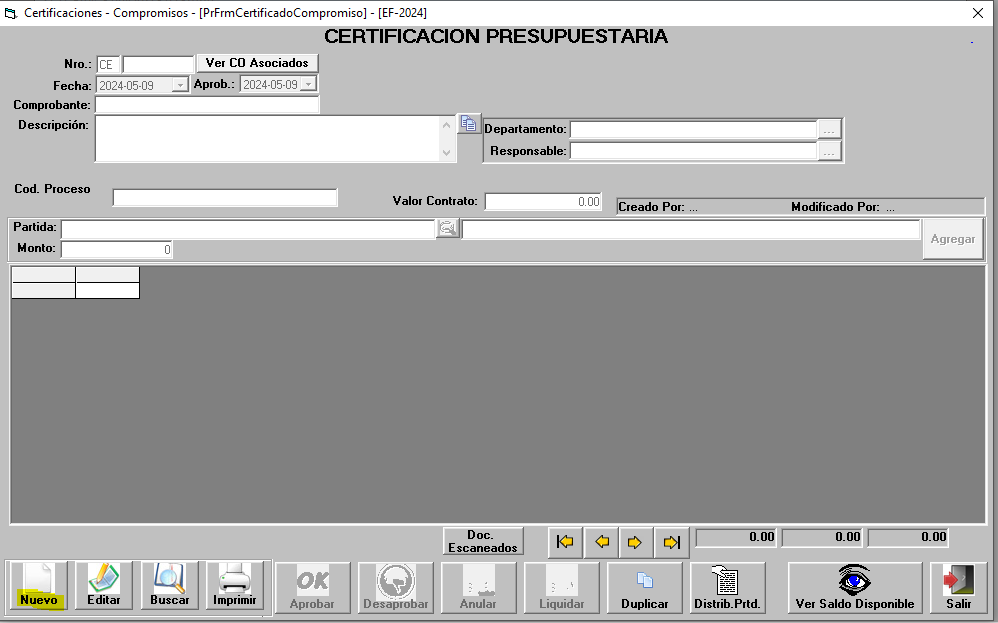 Certificaciones - Compromisos - [PrFrmCertificadoCompromiso] - [EF-2024]
CERTIFICACION PRESUPUESTARIA
Nro.: CE Ver CO Asociados
Fecha: 2024-05-09 Aprob.: 2024-05-09
Comprobante:
Descripción:
Departamento: ...
Responsable: ...
Cod. Proceso
Valor Contrato: 0.00
Creado Por: ... Modificado Por: ...
Partida:
Monto: 0
Agregar
Doc.
Escaneados
0.00 0.00 0.00
OK
Nuevo Editar Buscar Imprimir Aprobar Desaprobar Anular Liquidar Duplicar Distrib.Prtd. Ver Saldo Disponible Salir